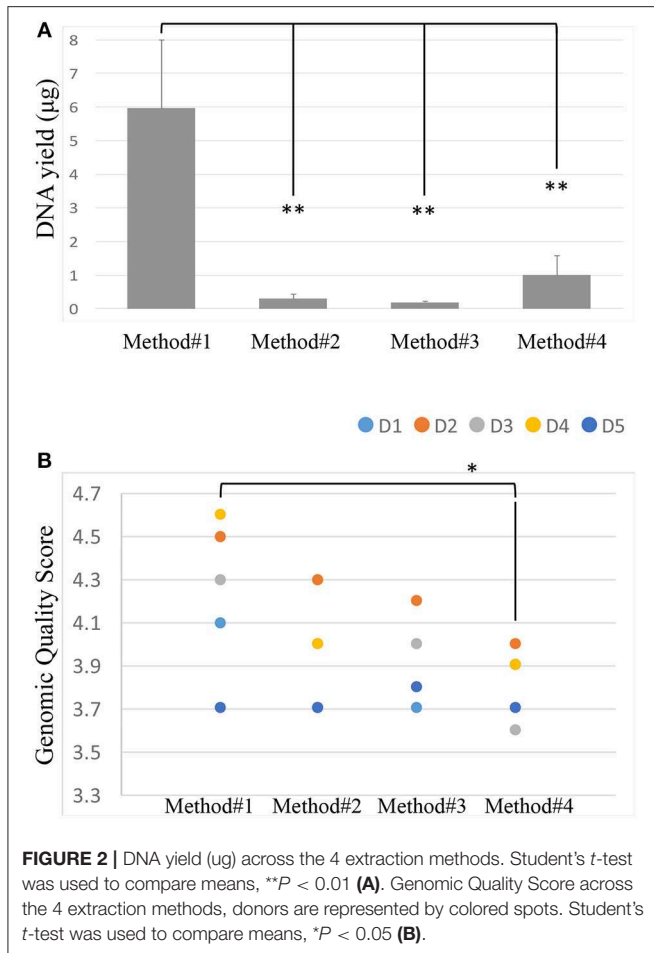 A
DNA yield (µg)
8
7
6
5
4
3
2
1
0
** ** **
Method#1 Method#2 Method#3 Method#4
D1 D2 D3 D4 D5
B
*
Genomic Quality Score
4.7
4.5
4.3
4.1
3.9
3.7
3.5
3.3
Method#1 Method#2 Method#3 Method#4
FIGURE 2 | DNA yield (ug) across the 4 extraction methods. Student’s t-test
was used to compare means, **P < 0.01 (A). Genomic Quality Score across
the 4 extraction methods, donors are represented by colored spots. Student’s
t-test was used to compare means, *P < 0.05 (B).